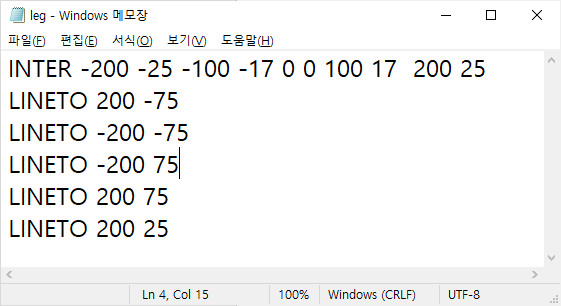 leg - Windows 메모장
파일(F) 편집(E) 서식(O) 보기(V) 도움말(H)
INTER -200 -25 -100 -17 0 0 100 17  200 25
LINETO 200 -75
LINETO -200 -75
LINETO -200 75
LINETO 200 75
LINETO 200 25
Ln 4, Col 15 100% Windows (CRLF) UTF-8